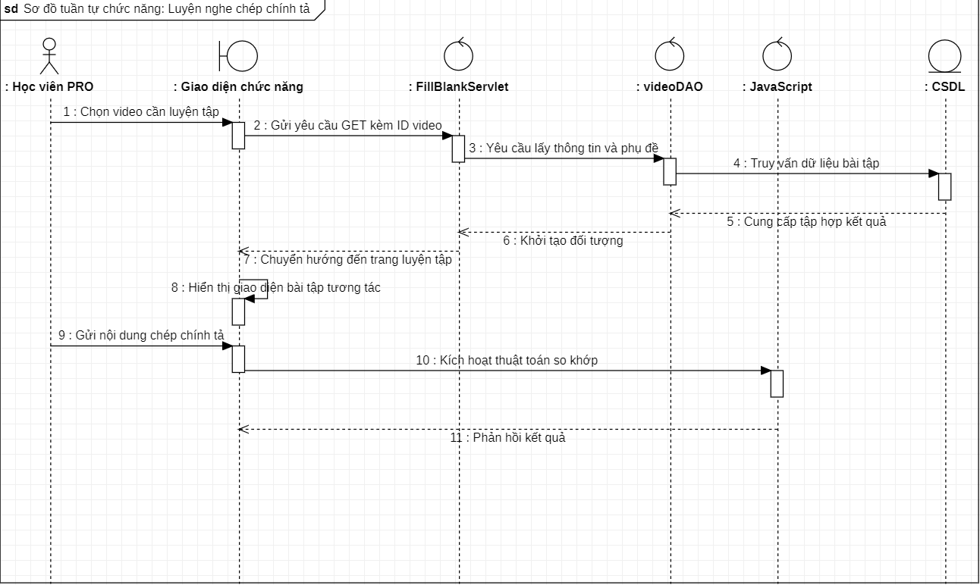 sd Sơ đồ tuần tự chức năng: Luyện nghe chép chính tả
: Học viên PRO
: Giao diện chức năng
: FillBlankServlet
: videoDAO
: JavaScript
: CSDL
1 : Chọn video cần luyện tập
2 : Gửi yêu cầu GET kèm ID video
3 : Yêu cầu lấy thông tin và phụ đề
4 : Truy vấn dữ liệu bài tập
5 : Cung cấp tập hợp kết quả
6 : Khởi tạo đối tượng
7 : Chuyển hướng đến trang luyện tập
8 : Hiển thị giao diện bài tập tương tác
9 : Gửi nội dung chép chính tả
10 : Kích hoạt thuật toán so khớp
11 : Phản hồi kết quả